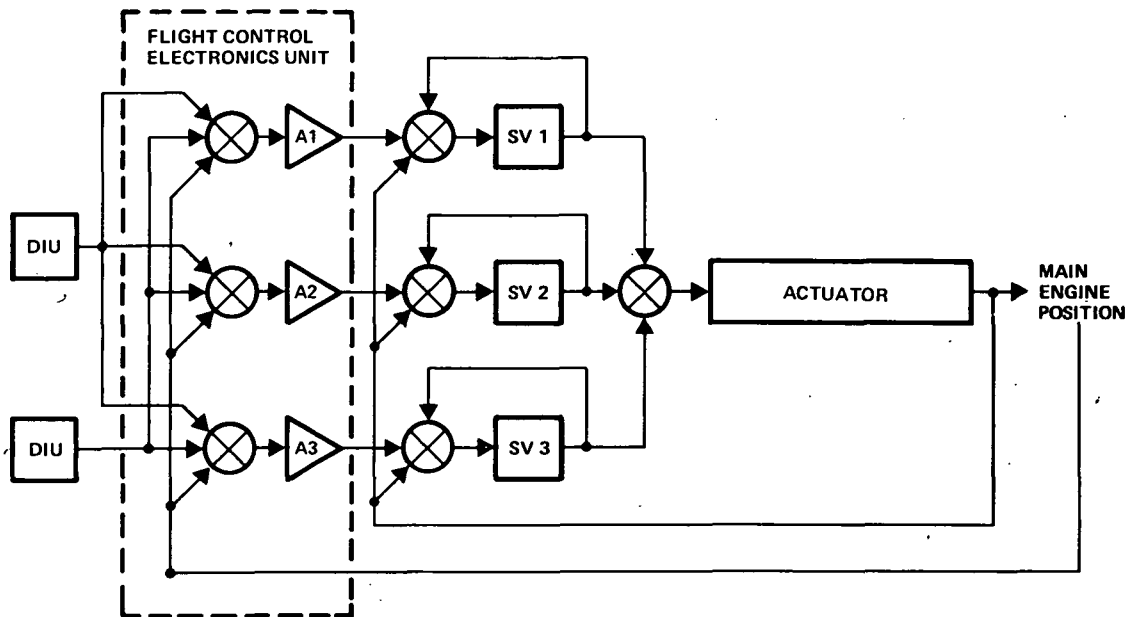 FLIGHT CONTROL
ELECTRONICS UNIT
A1
SV 1
DIU
A2
SV 2
ACTUATOR
MAIN
ENGINE
POSITION
DIU
A3
SV 3